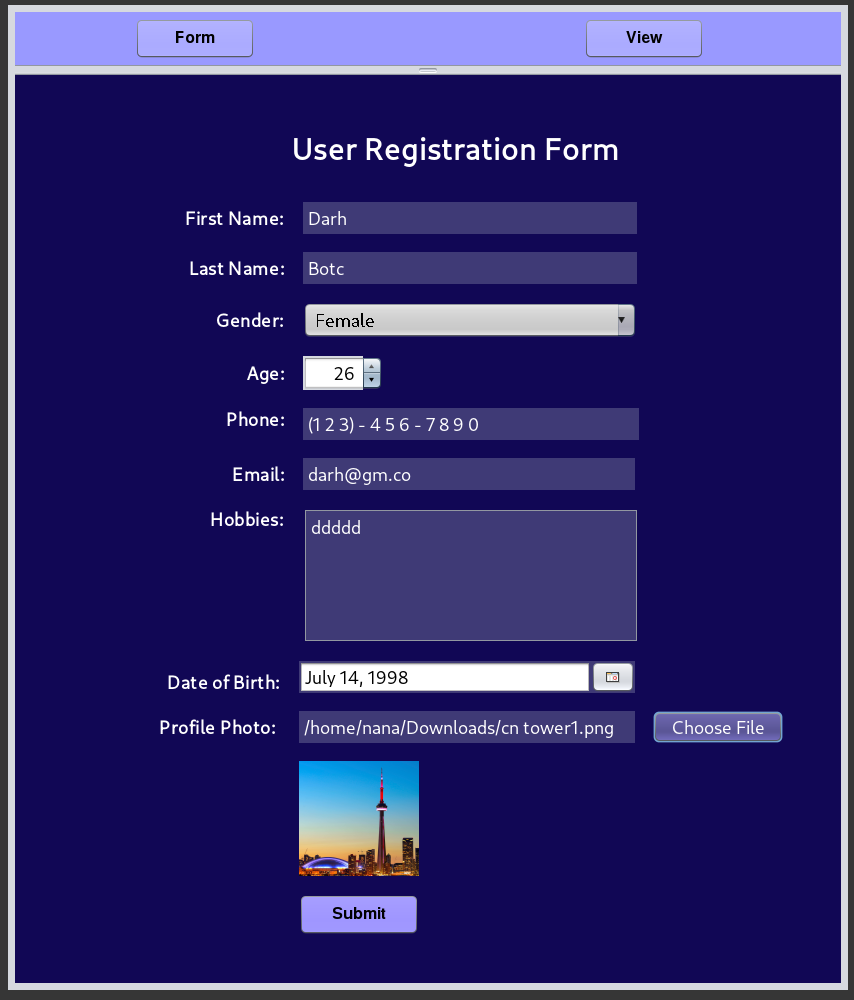 Form View
User Registration Form
First Name: Darh
Last Name: Botc
Gender: Female
Age: 26
Phone: (1 2 3) - 4 5 6 - 7 8 9 0
Email: darh@gm.co
Hobbies: ddddd
Date of Birth: July 14, 1998
Profile Photo: /home/nana/Downloads/cn tower1.png Choose File
Submit